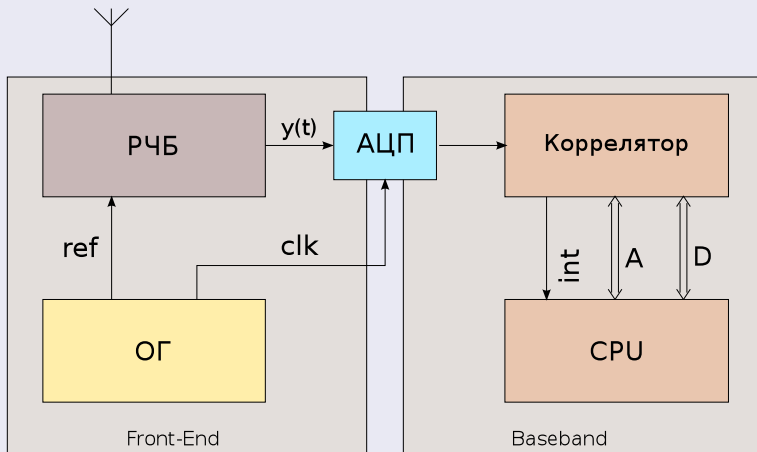 РЧБ
y(t)
АЦП
Коррелятор
ref
clk
int
A
D
ОГ
CPU
Front-End
Baseband